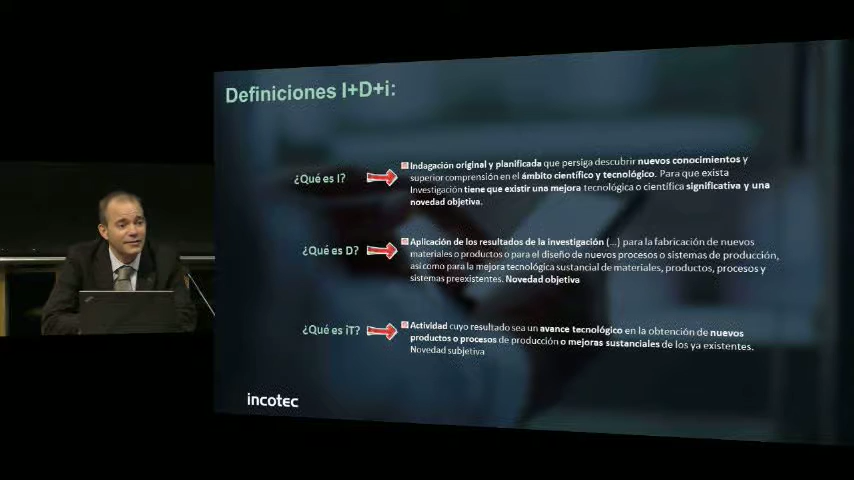 Definiciones I+D+i:
¿Qué es I?
Indagación original y planificada que persiga descubrir nuevos conocimientos y
superior comprensión en el ámbito científico y tecnológico. Para que exista
Investigación tiene que existir una mejora tecnológica o científica significativa y una
novedad objetiva.
¿Qué es D?
Aplicación de los resultados de la investigación (...) para la fabricación de nuevos
materiales o productos o para el diseño de nuevos procesos o sistemas de producción,
así como para la mejora tecnológica sustancial de materiales, productos, procesos y
sistemas preexistentes. Novedad objetiva
¿Qué es iT?
Actividad cuyo resultado sea un avance tecnológico en la obtención de nuevos
productos o procesos de producción o mejoras sustanciales de los ya existentes.
Novedad subjetiva
incotec